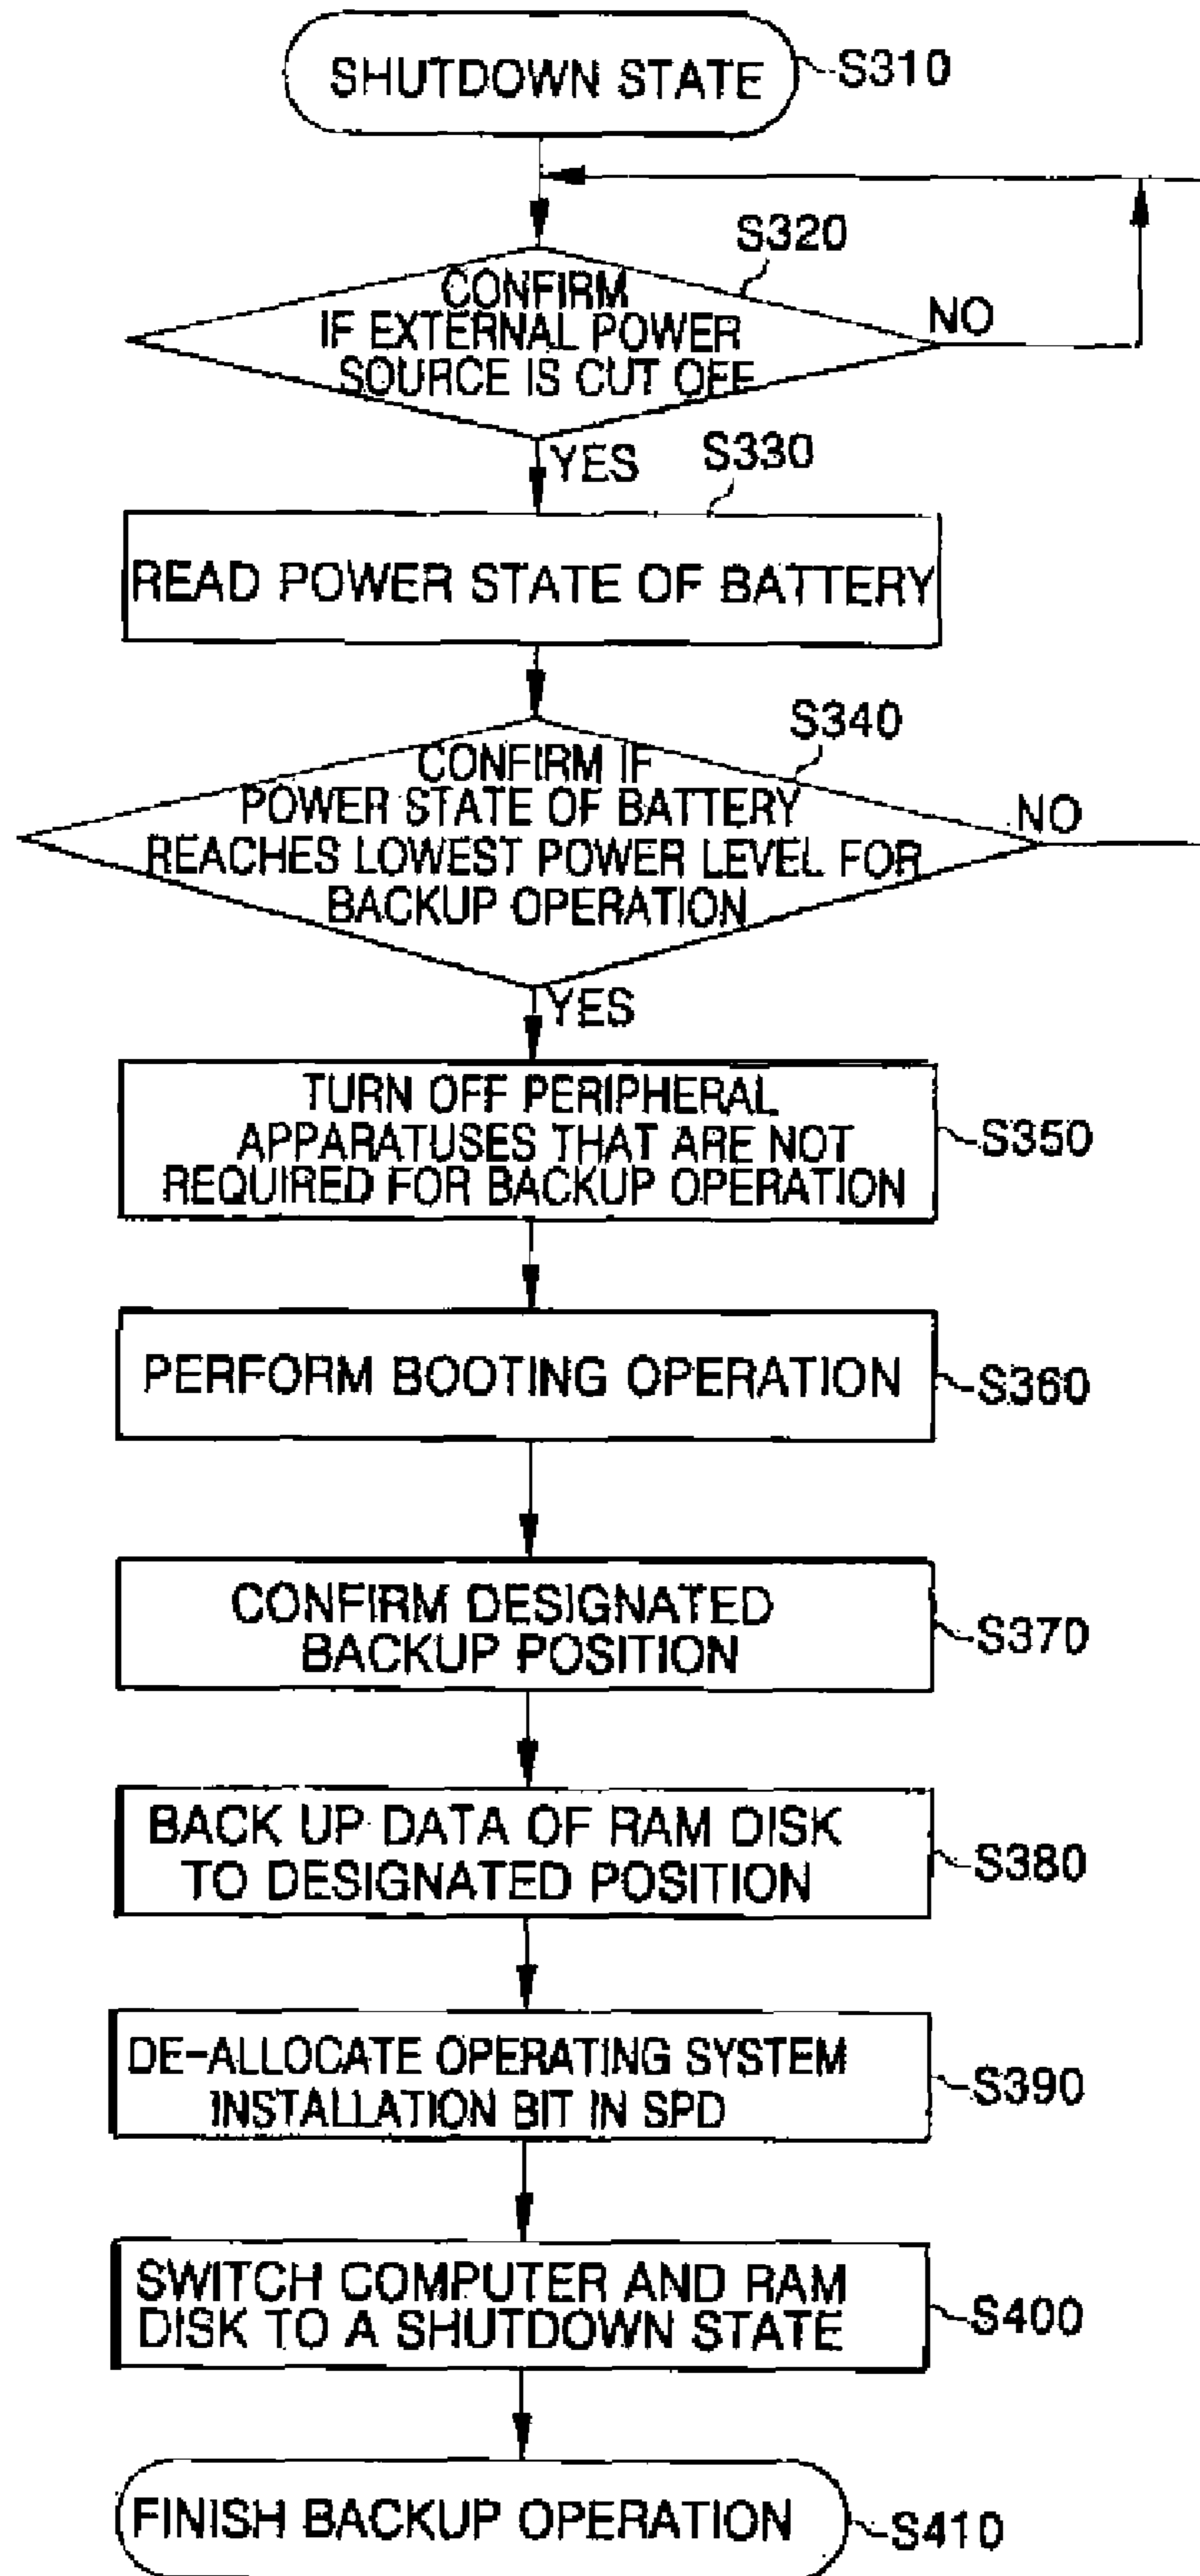 SHUTDOWN STATE
S310
S320
CONFIRM
IF EXTERNAL POWER
SOURCE IS CUT OFF
NO
YES
S330
READ POWER STATE OF BATTERY
S340
CONFIRM IF
POWER STATE OF BATTERY
REACHES LOWEST POWER LEVEL FOR
BACKUP OPERATION
NO
YES
TURN OFF PERIPHERAL
APPARATUSES THAT ARE NOT
REQUIRED FOR BACKUP OPERATION
S350
PERFORM BOOTING OPERATION
S360
CONFIRM DESIGNATED
BACKUP POSITION
S370
BACK UP DATA OF RAM DISK
TO DESIGNATED POSITION
S380
DE-ALLOCATE OPERATING SYSTEM
INSTALLATION BIT IN SPD
S390
SWITCH COMPUTER AND RAM
DISK TO A SHUTDOWN STATE
S400
FINISH BACKUP OPERATION
S410